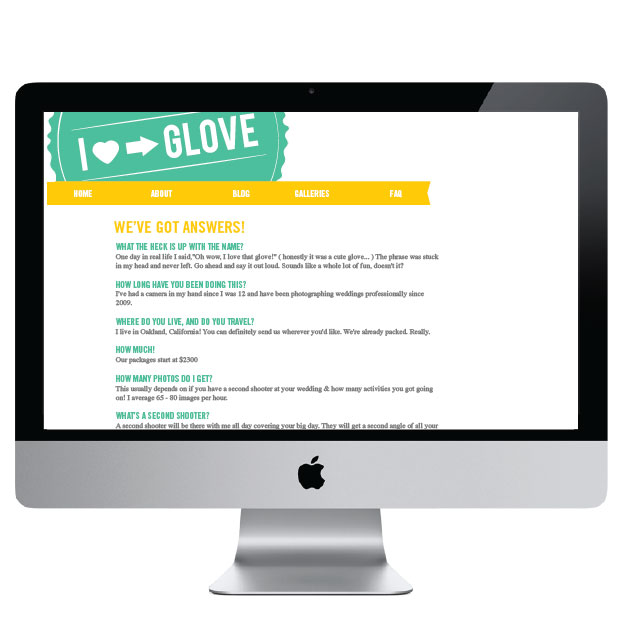 I GLOVE
HOME ABOUT BLOG GALLERIES FAQ
WE'VE GOT ANSWERS!
WHAT THE HECK IS UP WITH THE NAME?
One day in real life I said,"Oh wow, I love that glove!" ( honestly it was a cute glove... ) The phrase was stuck
in my head and never left. Go ahead and say it out loud. Sounds like a whole lot of fun, doesn't it?
HOW LONG HAVE YOU BEEN DOING THIS?
I've had a camera in my hand since I was 12 and have been photographing weddings professionally since
2009.
WHERE DO YOU LIVE, AND DO YOU TRAVEL?
I live in Oakland, California! You can definitely send us wherever you'd like. We're already packed. Really.
HOW MUCH!
Our packages start at $2300
HOW MANY PHOTOS DO I GET?
This usually depends on if you have a second shooter at your wedding & how many activities you got going
on! I average 65 - 80 images per hour.
WHAT'S A SECOND SHOOTER?
A second shooter will be there with me all day covering your big day. They will get a second angle of all your